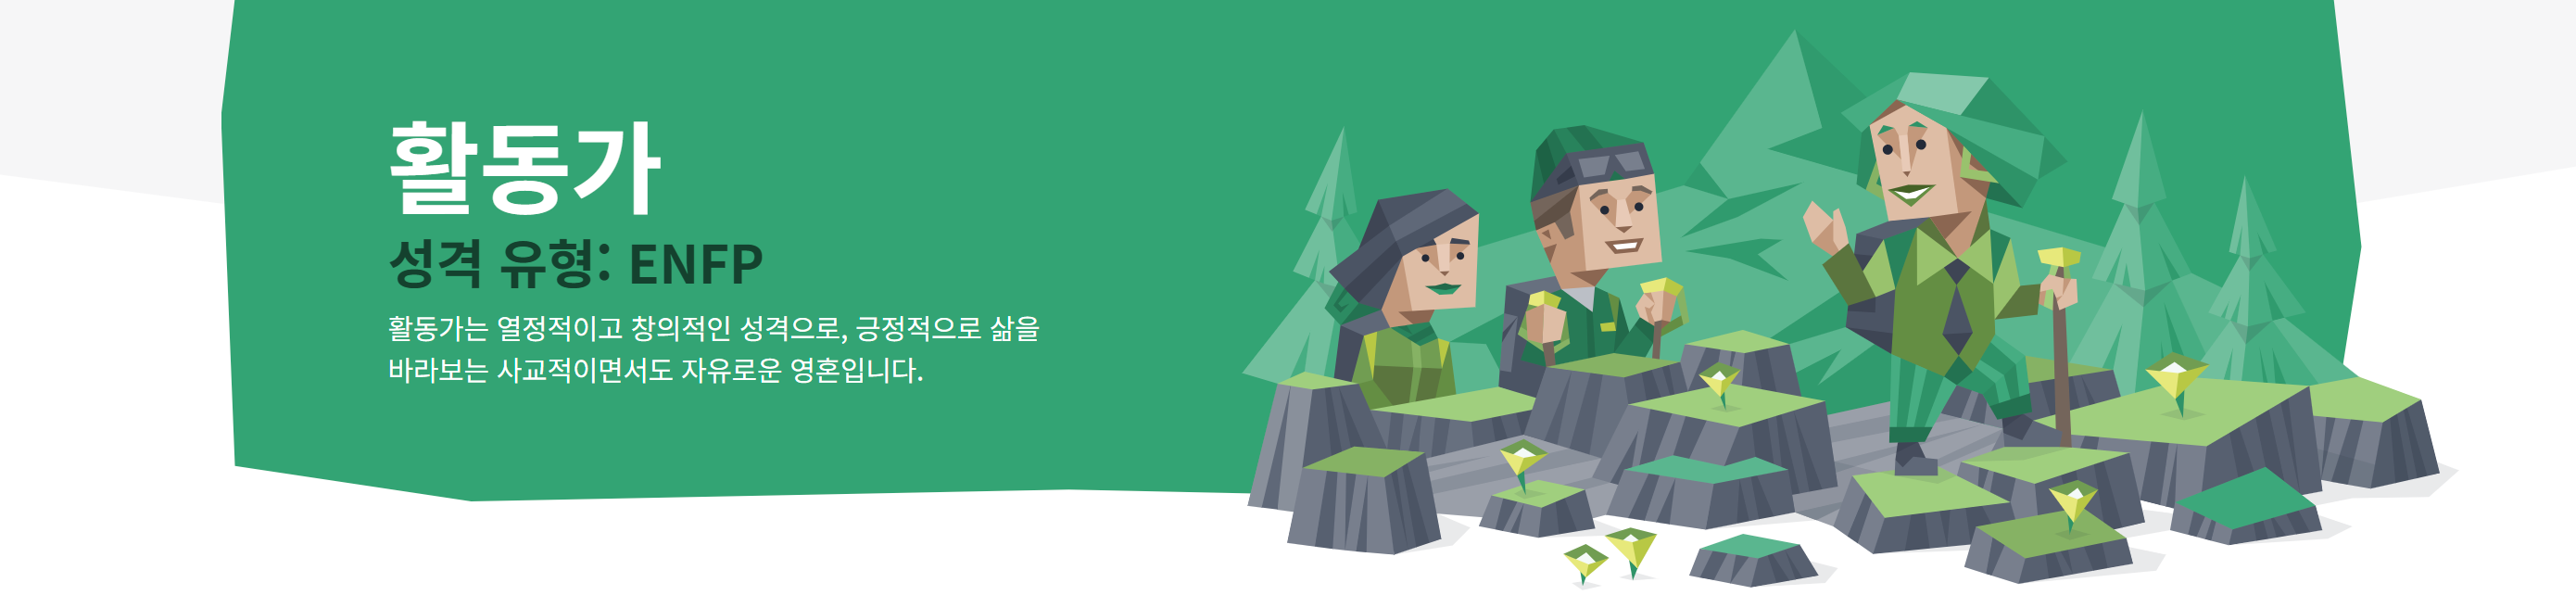 활동가
성격 유형: ENFP
활동가는 열정적이고 창의적인 성격으로, 긍정적으로 삶을
바라보는 사교적이면서도 자유로운 영혼입니다.